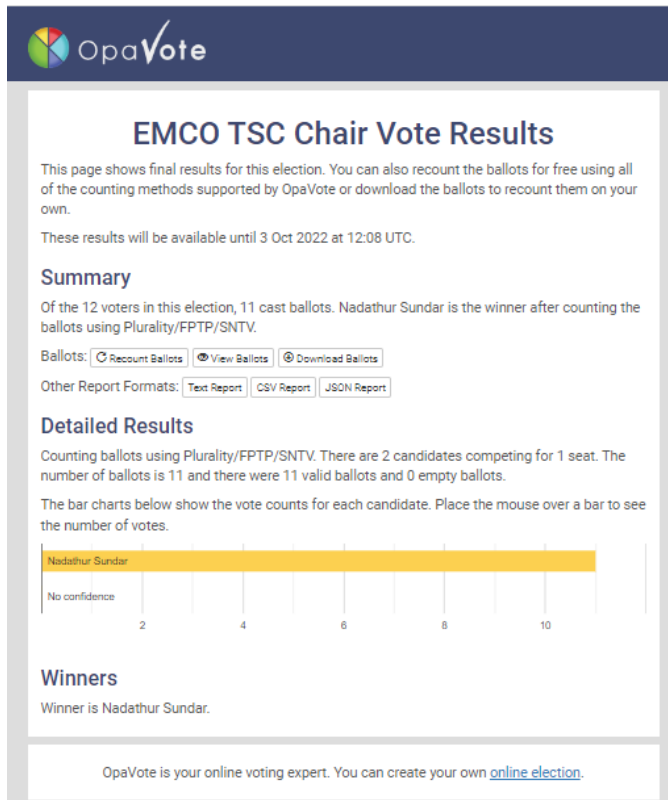 OpaVote
EMCO TSC Chair Vote Results
This page shows final results for this election. You can also recount the ballots for free using all
of the counting methods supported by OpaVote or download the ballots to recount them on your
own.
These results will be available until 3 Oct 2022 at 12:08 UTC.
Summary
Of the 12 voters in this election, 11 cast ballots. Nadathur Sundar is the winner after counting the
ballots using Plurality/FPTP/SNTV.
Ballots: Recount Ballots View Ballots Download Ballots
Other Report Formats: Text Report CSV Report JSON Report
Detailed Results
Counting ballots using Plurality/FPTP/SNTV. There are 2 candidates competing for 1 seat. The
number of ballots is 11 and there were 11 valid ballots and 0 empty ballots.
The bar charts below show the vote counts for each candidate. Place the mouse over a bar to see
the number of votes.
Nadathur Sundar
No confidence
2 4 6 8 10
Winners
Winner is Nadathur Sundar.
OpaVote is your online voting expert. You can create your own online election.